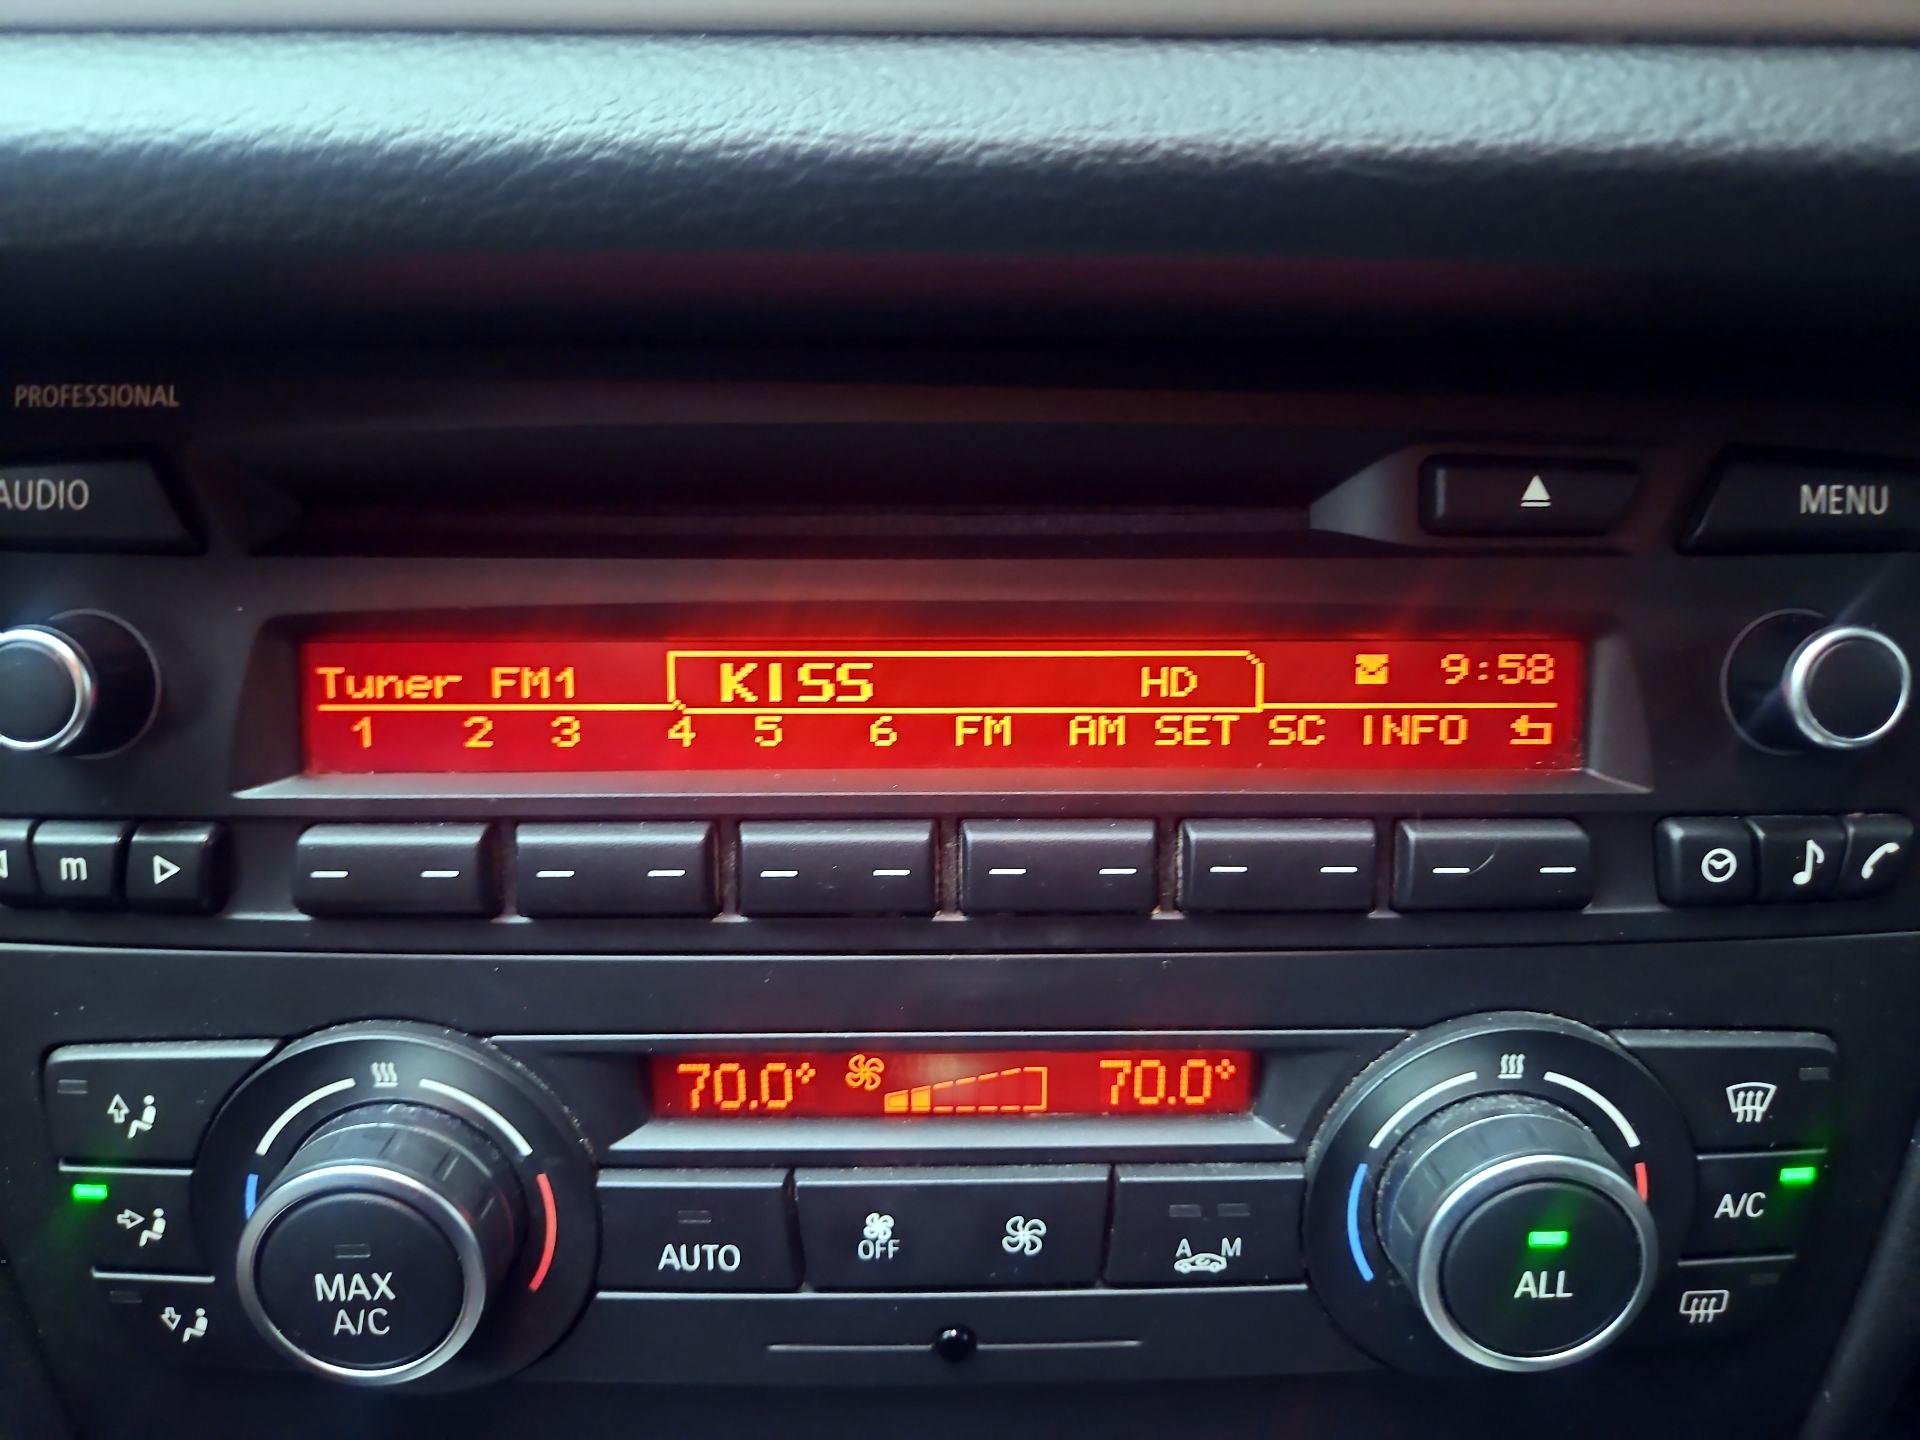 PROFESSIONAL
AUDIO
MENU
Tuner FM1 KISS HD 9:58
1 2 3 4 5 6 FM AM SET SC INFO
m
70.0° 70.0°
A/C
AUTO OFF A M
MAX
A/C
ALL